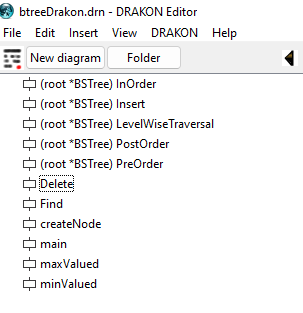 btreeDrakon.drn - DRAKON Editor
File Edit Insert View DRAKON Help
New diagram Folder
(root *BSTree) InOrder
(root *BSTree) Insert
(root *BSTree) LevelWiseTraversal
(root *BSTree) PostOrder
(root *BSTree) PreOrder
Delete
Find
createNode
main
maxValued
minValued